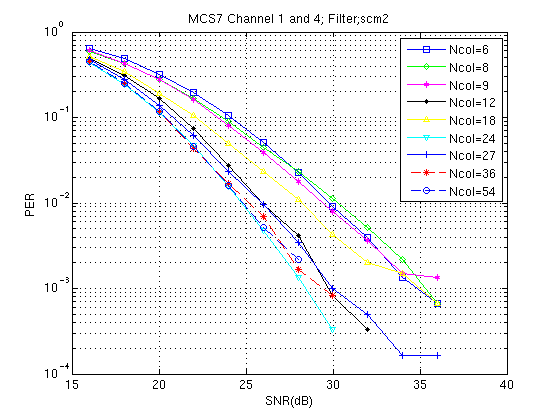 MCS7 Channel 1 and 4; Filter;scm2
10^0
10^-1
10^-2
10^-3
10^-4
PER
15 20 25 30 35 40
SNR(dB)
Ncol=6
Ncol=8
Ncol=9
Ncol=12
Ncol=18
Ncol=24
Ncol=27
Ncol=36
Ncol=54